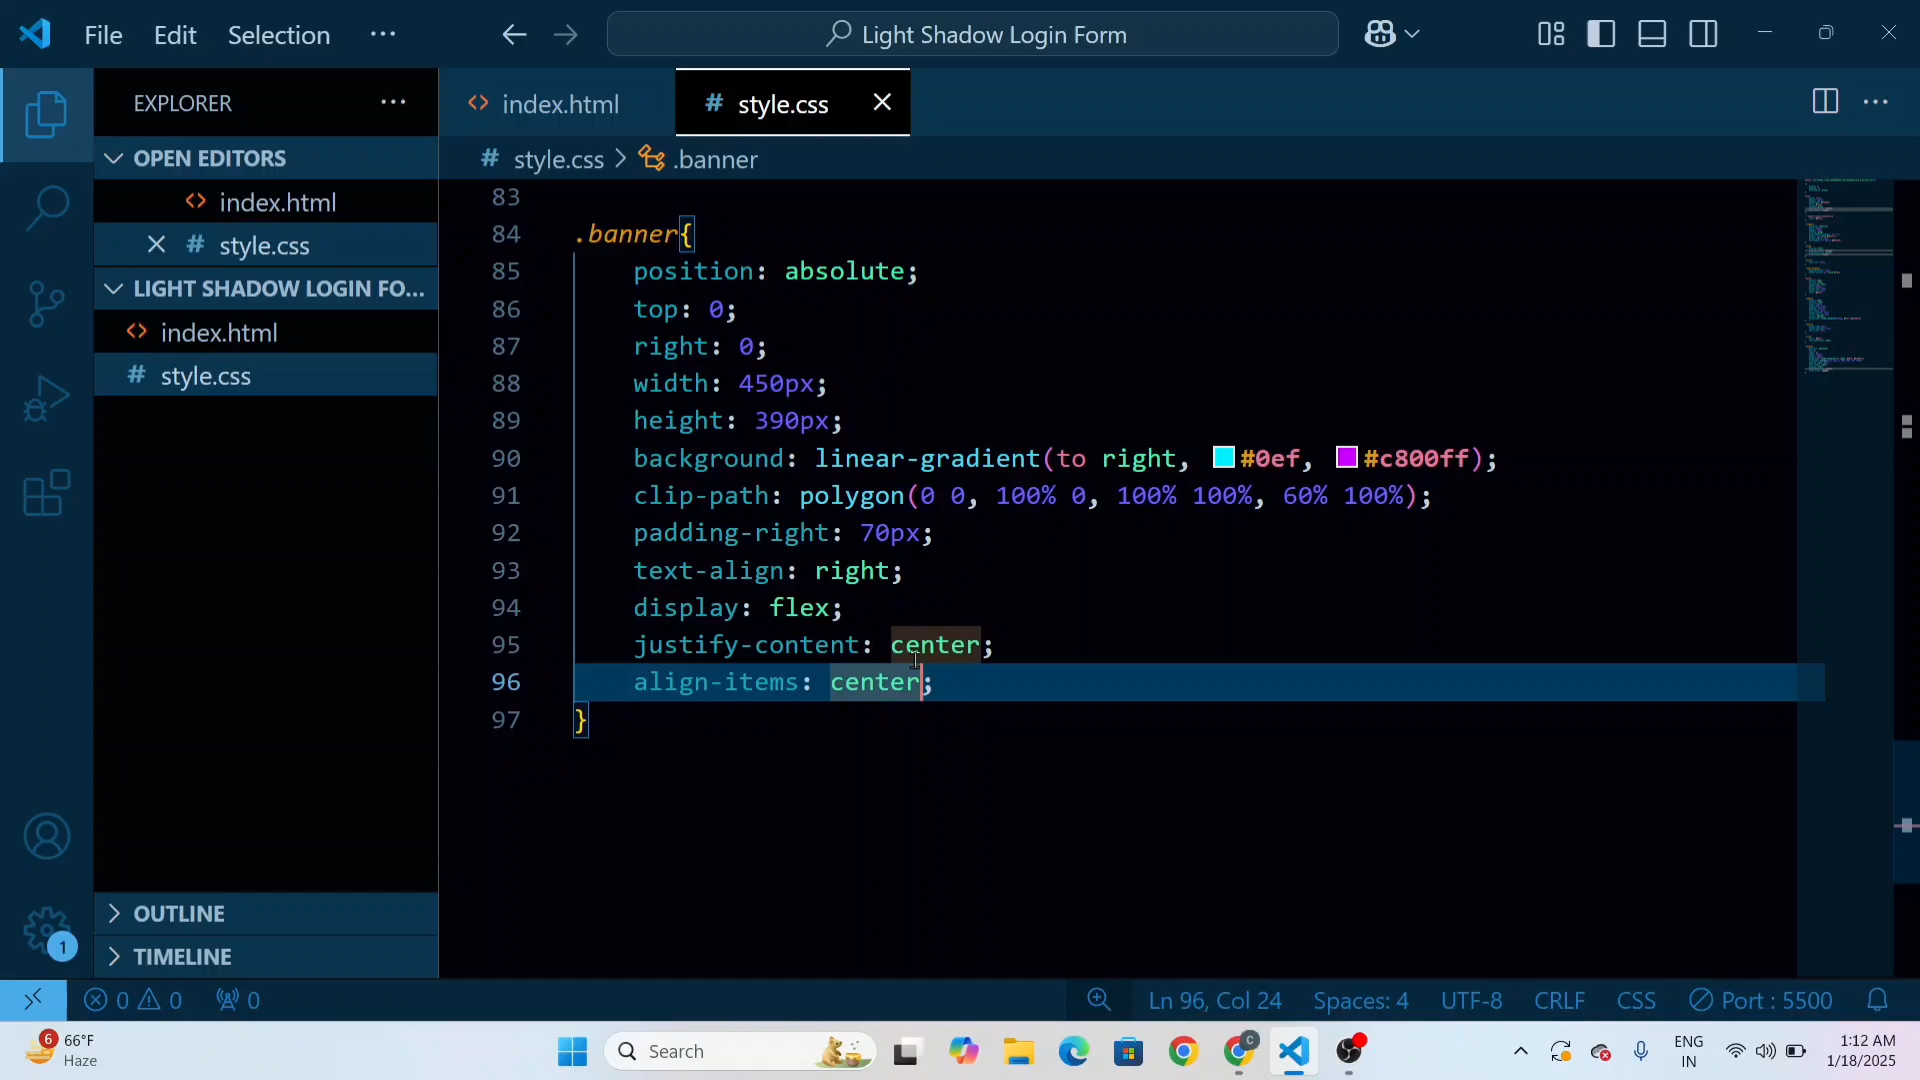 File Edit Selection ··· Light Shadow Login Form
EXPLORER ···
index.html
# style.css
# style.css > .banner
OPEN EDITORS
index.html
# style.css
LIGHT SHADOW LOGIN FO...
index.html
# style.css
83
84 .banner{
85 position: absolute;
86 top: 0;
87 right: 0;
88 width: 450px;
89 height: 390px;
90 background: linear-gradient(to right, #0ef, #c800ff);
91 clip-path: polygon(0 0, 100% 0, 100% 100%, 60% 100%);
92 padding-right: 70px;
93 text-align: right;
94 display: flex;
95 justify-content: center;
96 align-items: center;
97 }
OUTLINE
TIMELINE
1
0 0 0 Ln 96, Col 24 Spaces: 4 UTF-8 CRLF CSS Port : 5500
6 66°F
Haze
Search
C
ENG
IN
1:12 AM
1/18/2025